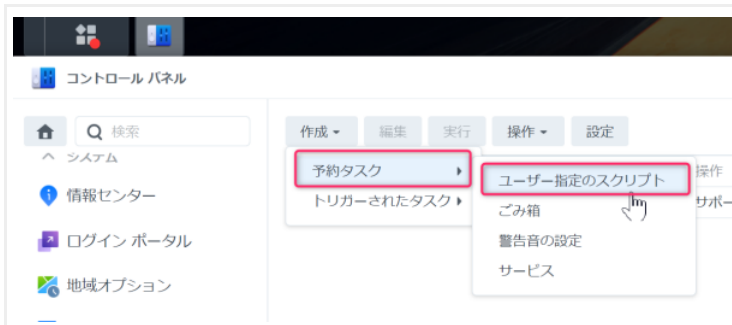 コントロール パネル
検索
作成 編集 実行 操作 設定
システム
予約タスク
ユーザー指定のスクリプト
操作
情報センター
トリガーされたタスク
ごみ箱
サポー
ログイン ポータル
警告音の設定
地域オプション
サービス